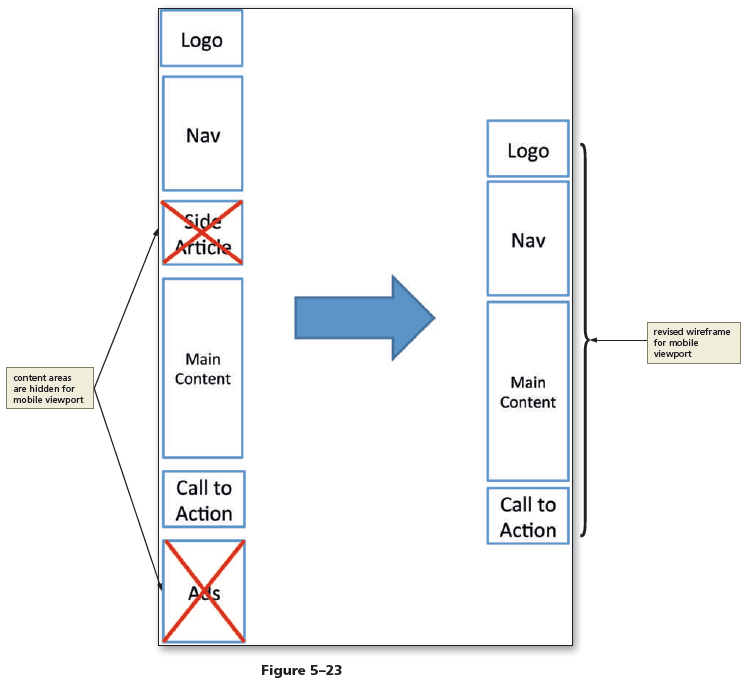 Logo
Nav
Side
Article
Main
Content
Call to
Action
Ads
content areas
are hidden for
mobile viewport
Logo
Nav
Main
Content
Call to
Action
revised wireframe
for mobile
viewport
Figure 5–23